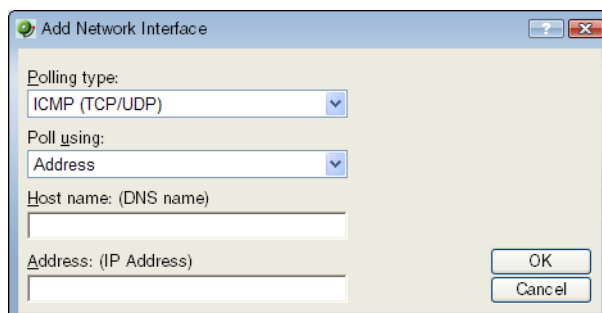 Add Network Interface
Polling type:
ICMP (TCP/UDP)
Poll using:
Address
Host name: (DNS name)
Address: (IP Address)
OK
Cancel